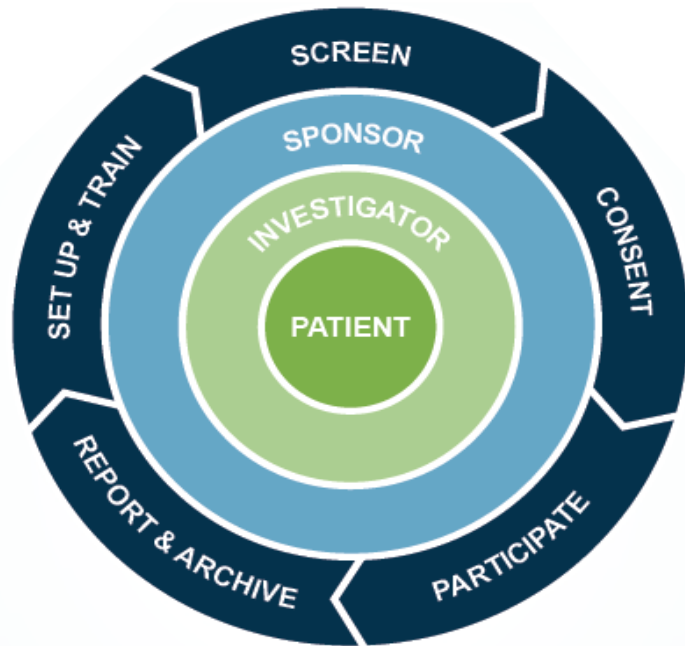 SCREEN
CONSENT
PARTICIPATE
REPORT & ARCHIVE
SET UP & TRAIN
SPONSOR
INVESTIGATOR
PATIENT